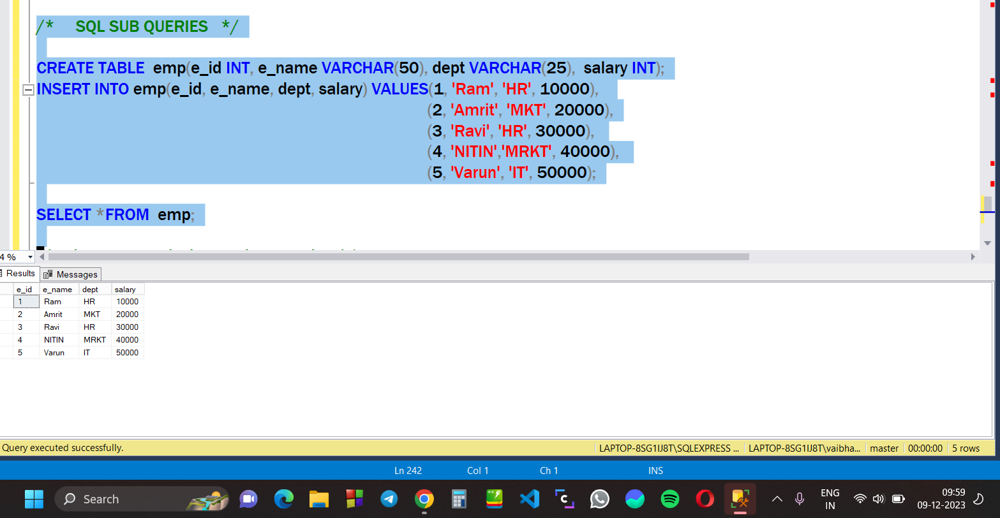 /*     SQL SUB QUERIES   */
CREATE TABLE  emp(e_id INT, e_name VARCHAR(50), dept VARCHAR(25),  salary INT);
INSERT INTO emp(e_id, e_name, dept, salary) VALUES(1, 'Ram', 'HR', 10000),
(2, 'Amrit', 'MKT', 20000),
(3, 'Ravi', 'HR', 30000),
(4, 'NITIN','MRKT', 40000),
(5, 'Varun', 'IT', 50000);
SELECT *FROM  emp;
4 %
Results Messages
e_id e_name dept salary
1 Ram HR 10000
2 Amrit MKT 20000
3 Ravi HR 30000
4 NITIN MRKT 40000
5 Varun IT 50000
Query executed successfully. LAPTOP-8SG1IJ8T\SQLEXPRESS ... LAPTOP-8SG1IJ8T\vaibha... master 00:00:00 5 rows
Ln 242 Col 1 Ch 1 INS
Search ENG 09:59
IN 09-12-2023